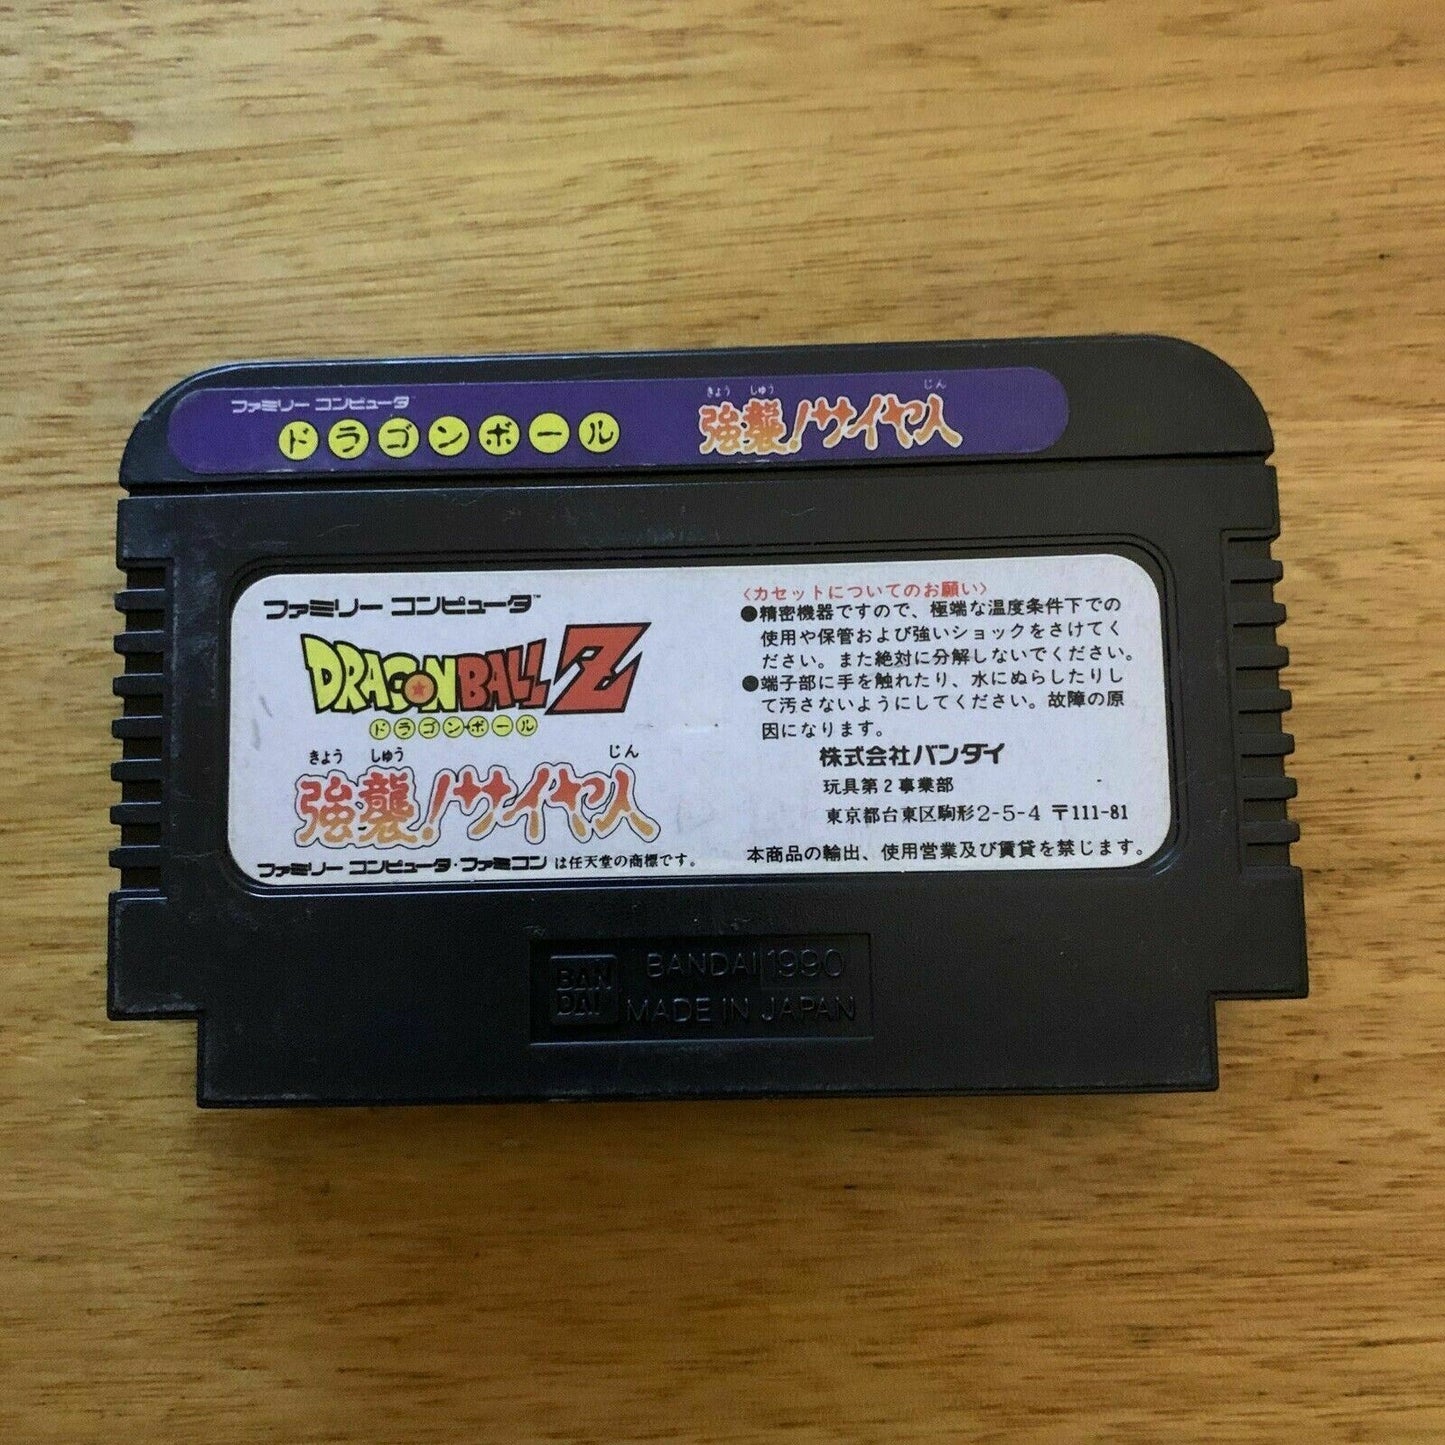 ファミリー コンピュータ
ドラゴンボール
きょう しゅう じん
強襲!サイヤ人
ファミリー コンピュータ™
DRAGON BALL Z
ドラゴンボール
きょう しゅう じん
強襲!サイヤ人
ファミリー コンピュータ・ファミコン は任天堂の商標です。
〈カセットについてのお願い〉
●精密機器ですので、極端な温度条件下での
使用や保管および強いショックをさけてく
ださい。また絶対に分解しないでください。
●端子部に手を触れたり、水にぬらしたりし
て汚さないようにしてください。故障の原
因になります。
株式会社バンダイ
玩具第2事業部
東京都台東区駒形2-5-4 〒111-81
本商品の輸出、使用営業及び賃貸を禁じます。
BAN
DAI
BANDAI 1990
MADE IN JAPAN